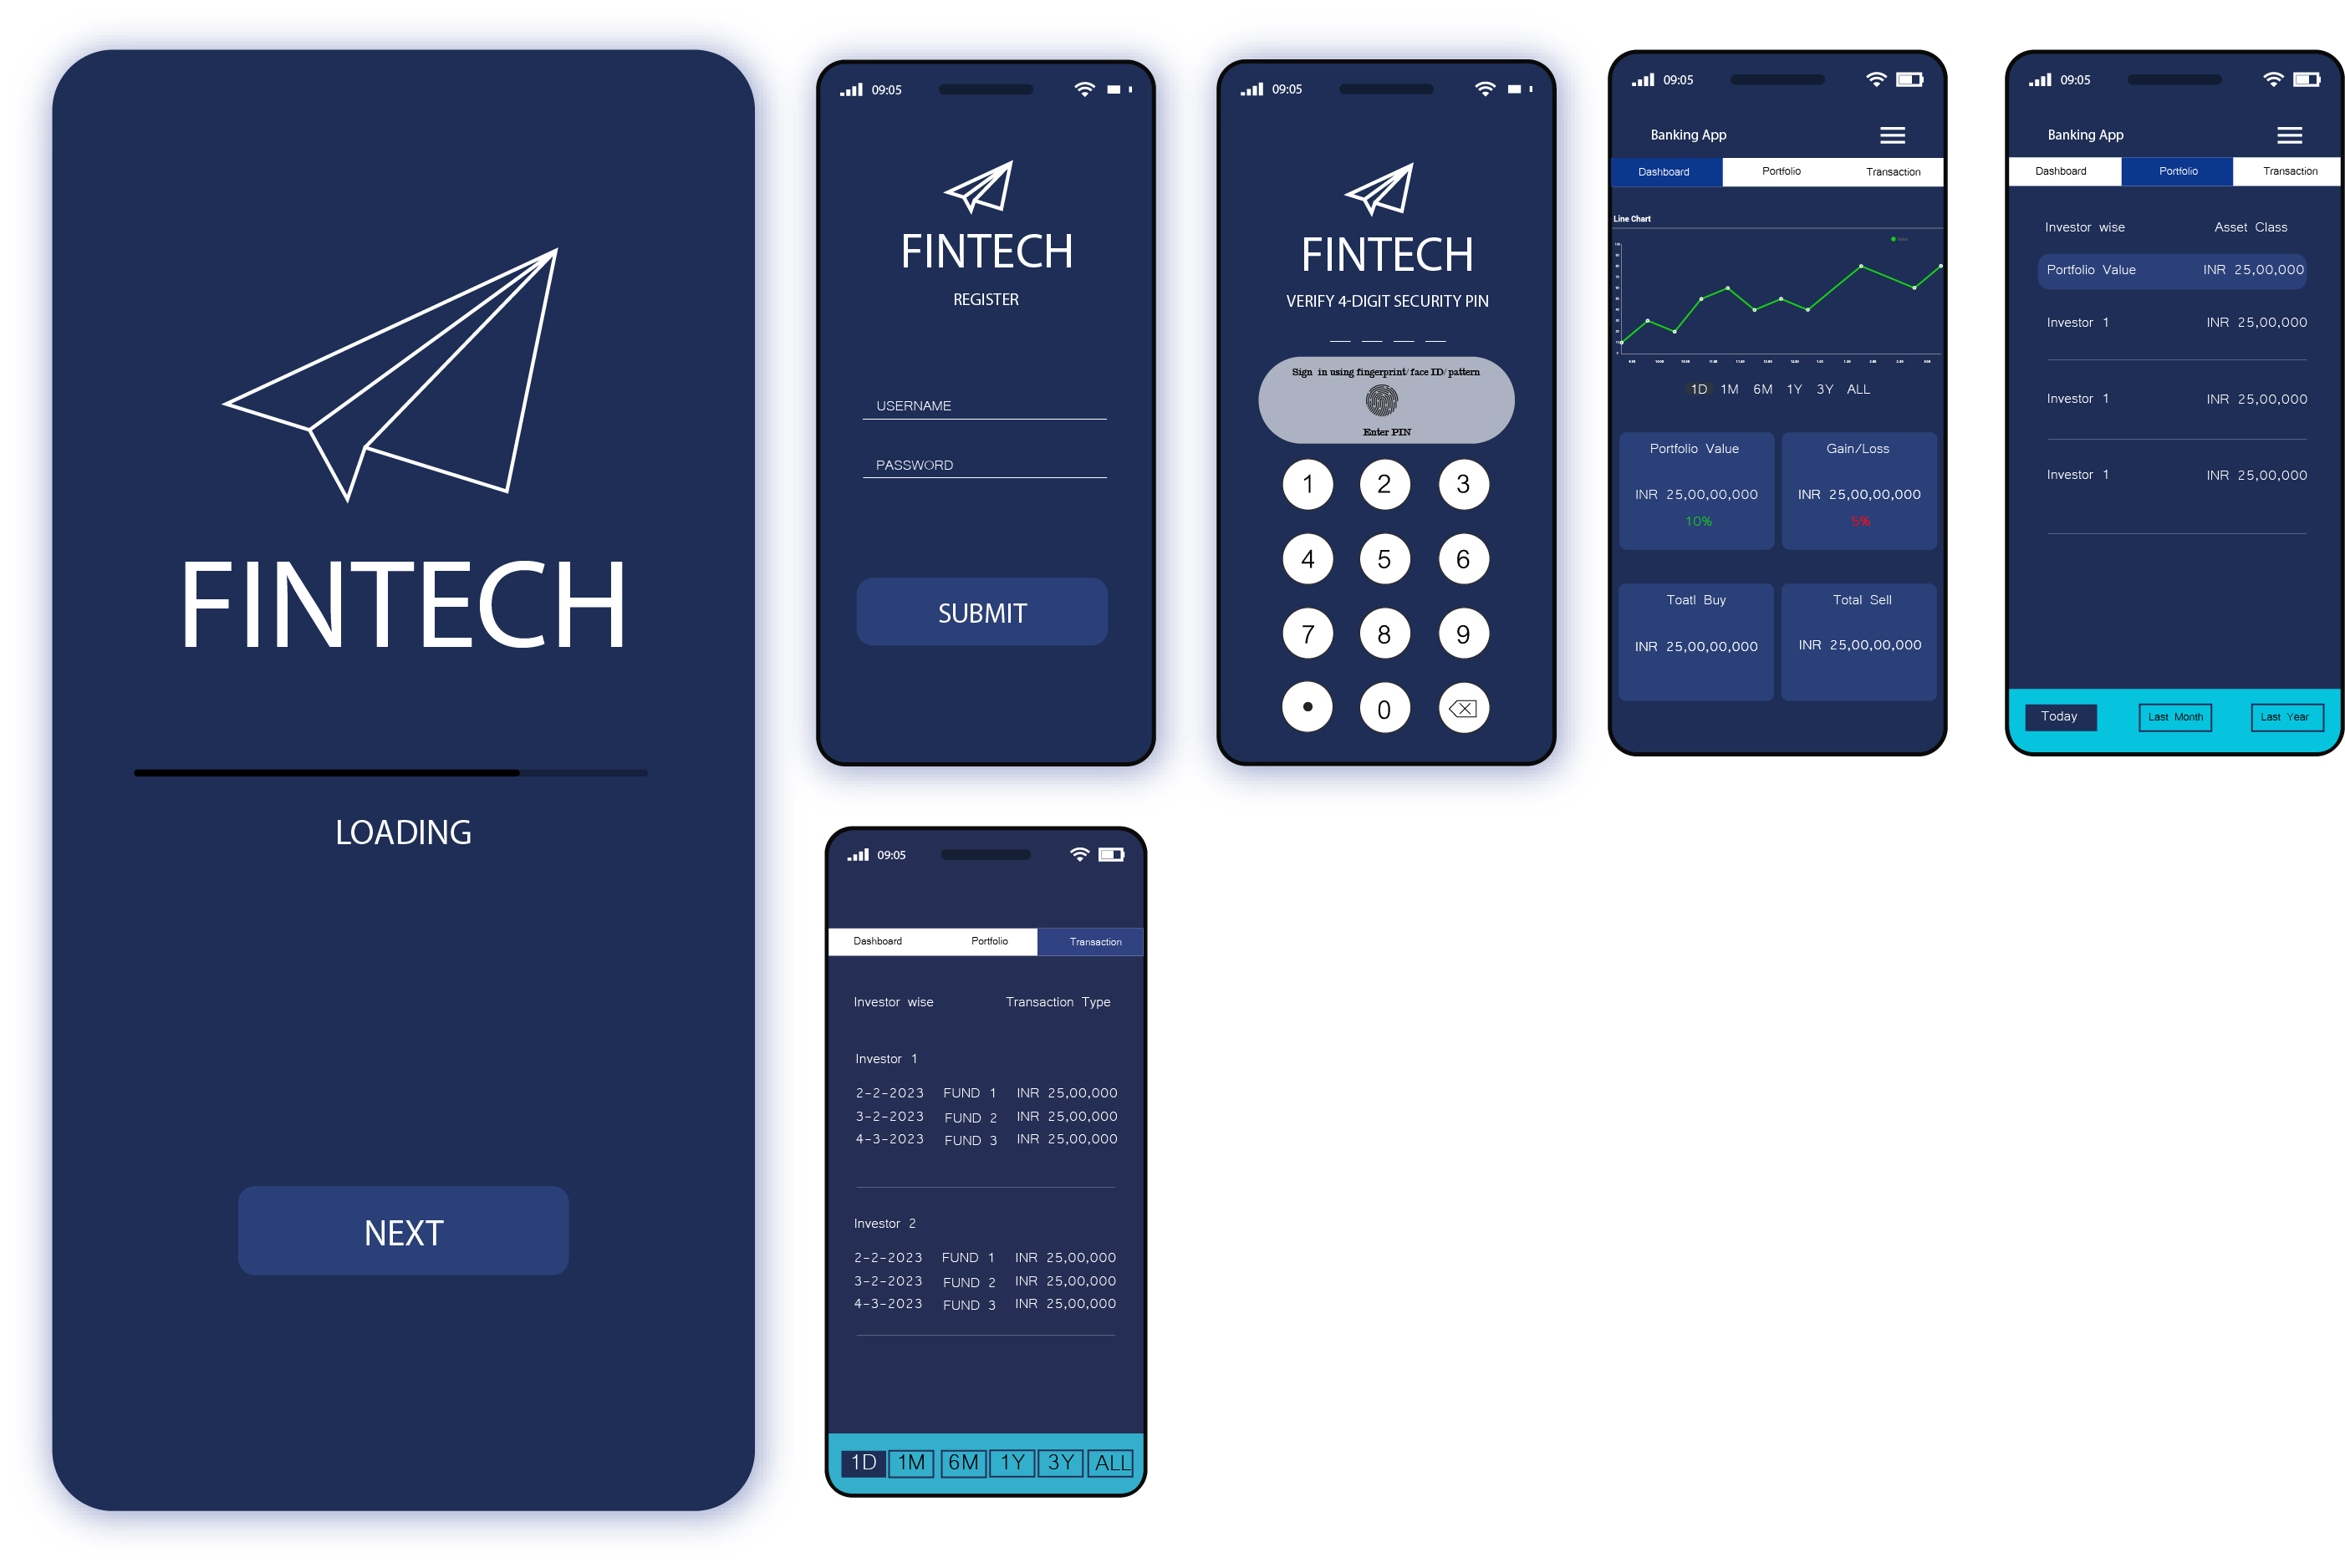 FINTECH
LOADING
NEXT
09:05
FINTECH
REGISTER
USERNAME
PASSWORD
SUBMIT
09:05
FINTECH
VERIFY 4-DIGIT SECURITY PIN
Sign in using fingerprint/face ID/pattern
Enter PIN
1 2 3
4 5 6
7 8 9
0
09:05
Banking App
Dashboard Portfolio Transaction
Line Chart
1D 1M 6M 1Y 3Y ALL
Portfolio Value
INR 25,00,00,000
10%
Gain/Loss
INR 25,00,00,000
5%
Toatl Buy
INR 25,00,00,000
Total Sell
INR 25,00,00,000
09:05
Banking App
Dashboard Portfolio Transaction
Investor wise Asset Class
Portfolio Value INR 25,00,000
Investor 1 INR 25,00,000
Investor 1 INR 25,00,000
Investor 1 INR 25,00,000
Today Last Month Last Year
09:05
Dashboard Portfolio Transaction
Investor wise Transaction Type
Investor 1
2-2-2023 FUND 1 INR 25,00,000
3-2-2023 FUND 2 INR 25,00,000
4-3-2023 FUND 3 INR 25,00,000
Investor 2
2-2-2023 FUND 1 INR 25,00,000
3-2-2023 FUND 2 INR 25,00,000
4-3-2023 FUND 3 INR 25,00,000
1D 1M 6M 1Y 3Y ALL